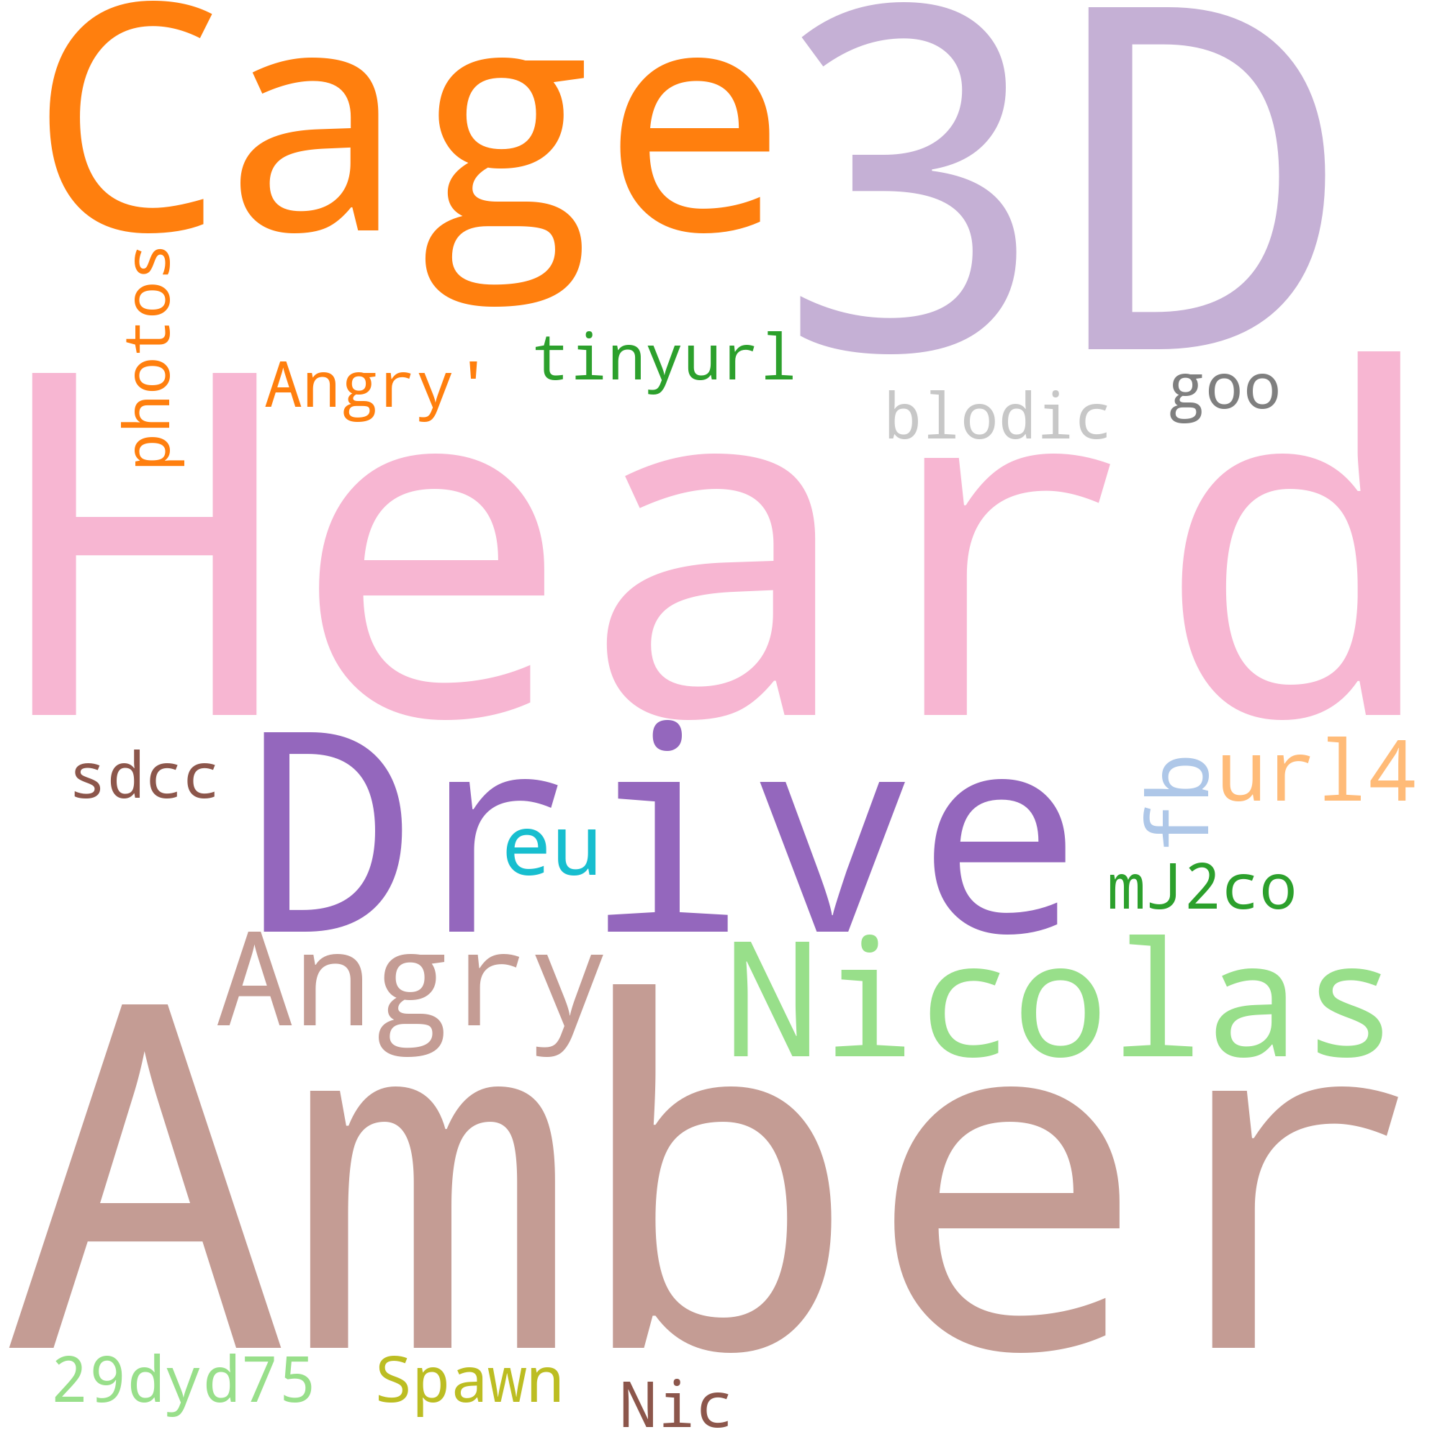 Cage
3D
photos
Angry'
tinyurl
blodic
goo
Heard
sdcc
Drive
eu
fb
url4
mJ2co
Angry
Nicolas
Amber
29dyd75
Spawn
Nic